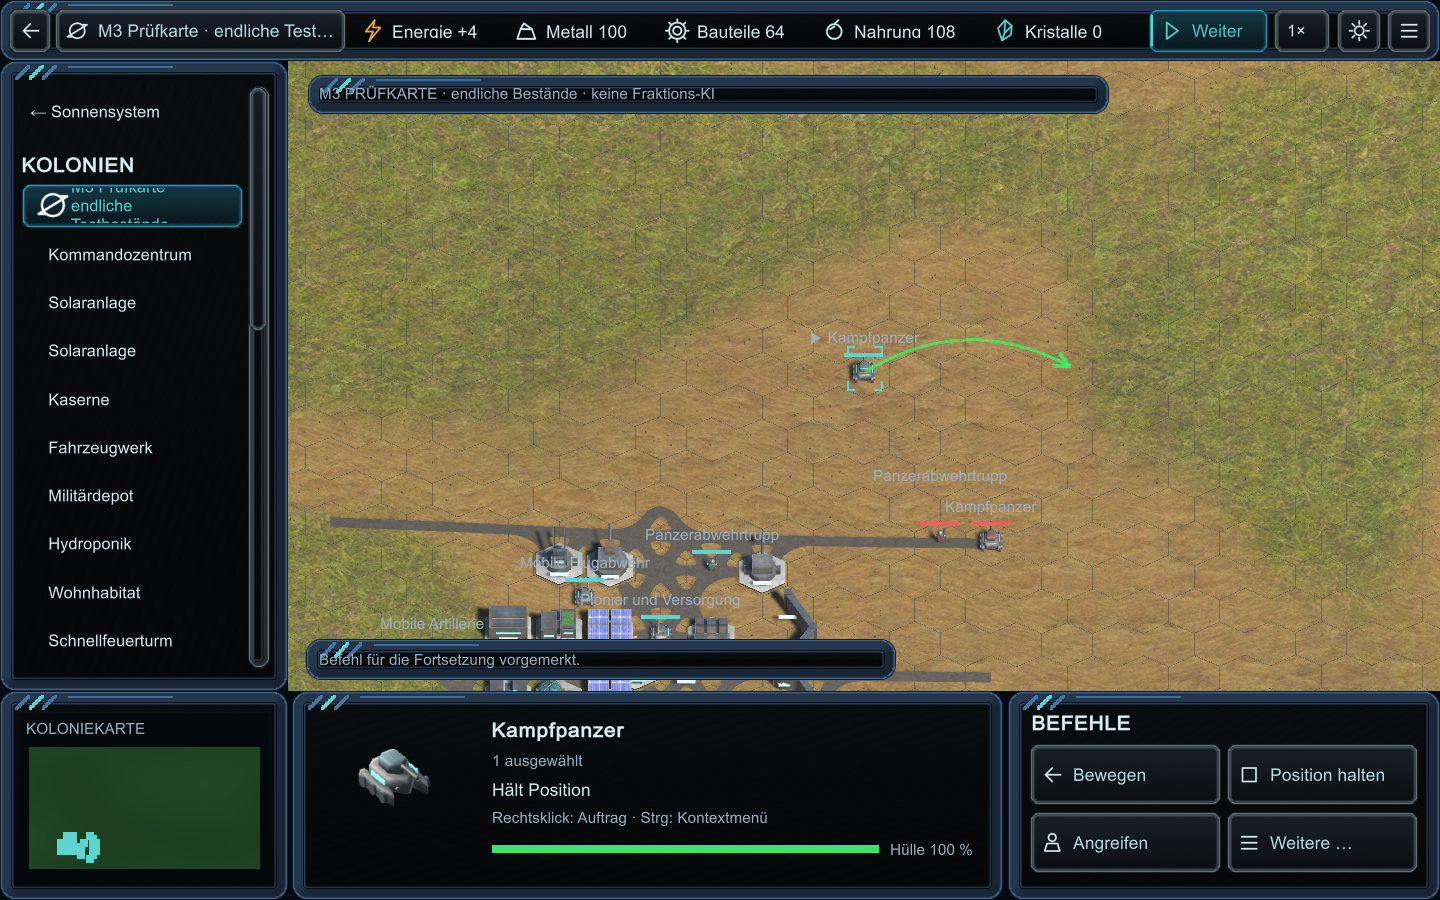 M3 Prüfkarte · endliche Test…
Energie +4
Metall 100
Bauteile 64
Nahrung 108
Kristalle 0
Weiter
1×
← Sonnensystem
KOLONIEN
M3 Prüfkarte
endliche
Testbestände
Kommandozentrum
Solaranlage
Solaranlage
Kaserne
Fahrzeugwerk
Militärdepot
Hydroponik
Wohnhabitat
Schnellfeuerturm
M3 PRÜFKARTE · endliche Bestände · keine Fraktions-KI
Kampfpanzer
Panzerabwehrtrupp
Kampfpanzer
Panzerabwehrtrupp
Mobile Flugabwehr
Pionier und Versorgung
Mobile Artillerie
Befehl für die Fortsetzung vorgemerkt.
KOLONIEKARTE
Kampfpanzer
1 ausgewählt
Hält Position
Rechtsklick: Auftrag · Strg: Kontextmenü
Hülle 100 %
BEFEHLE
Bewegen
Position halten
Angreifen
Weitere …